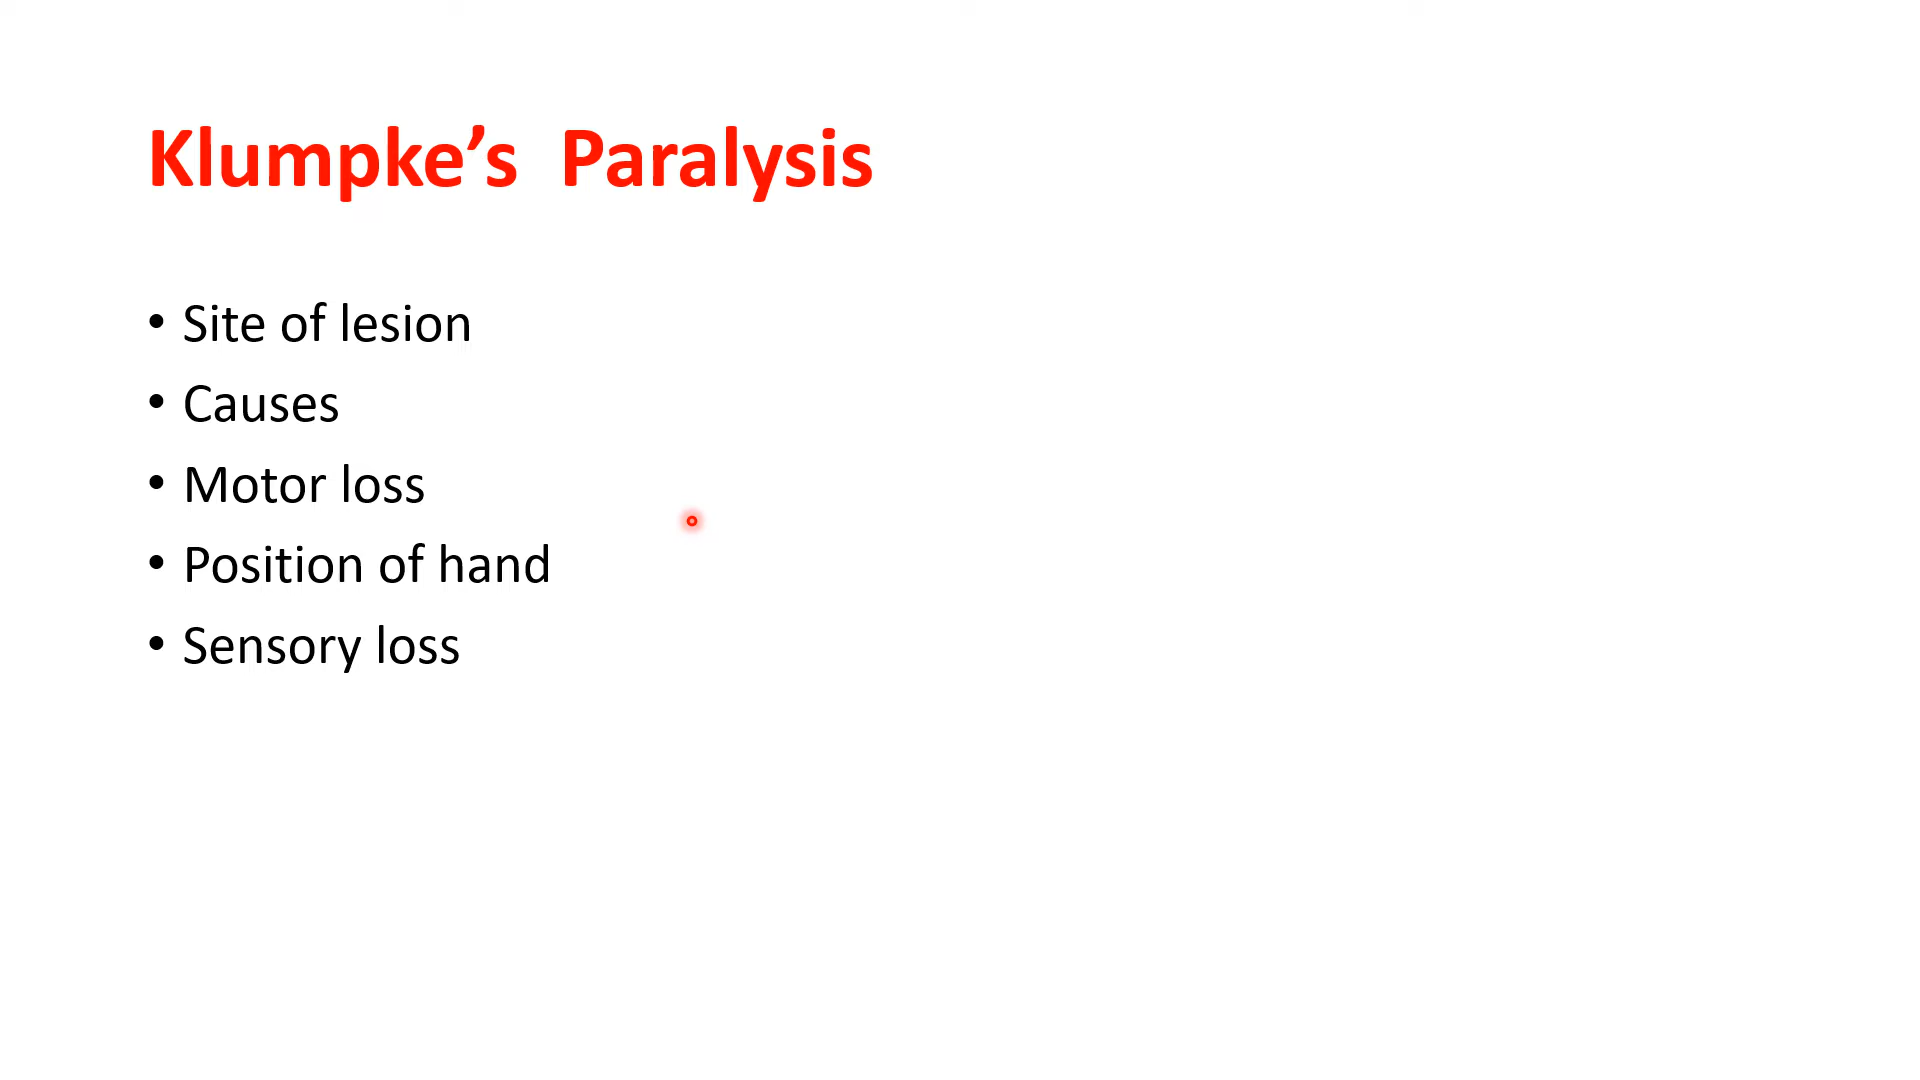 Klumpke’s  Paralysis
• Site of lesion
• Causes
• Motor loss
• Position of hand
• Sensory loss